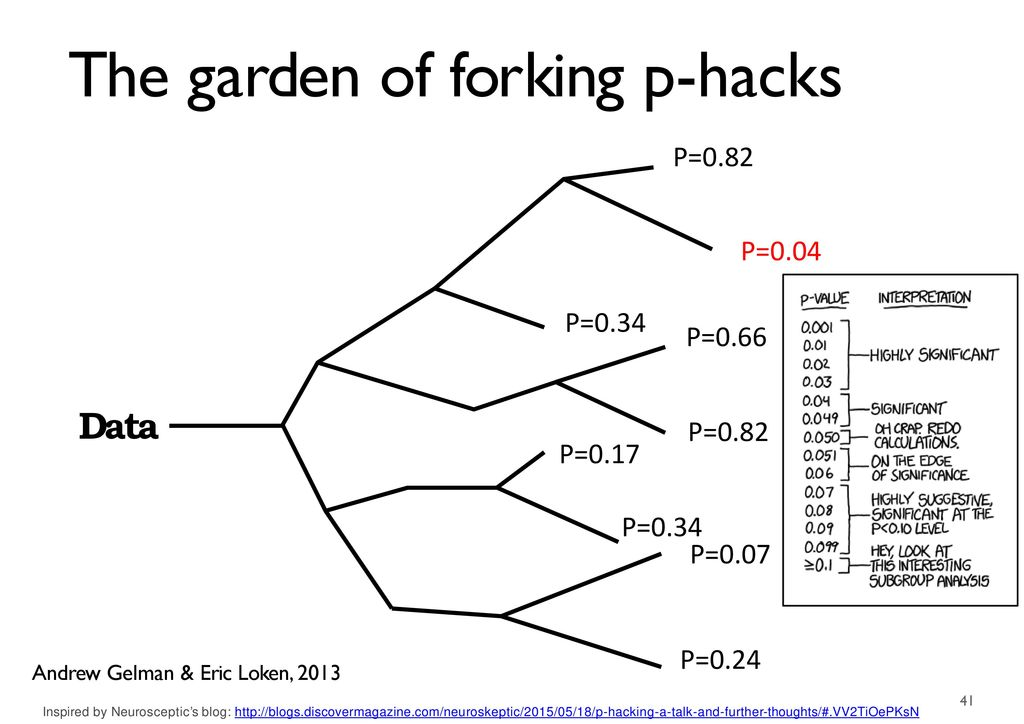 The garden of forking p-hacks
P=0.82
P=0.04
P=0.34
P=0.66
Data
P=0.82
P=0.17
P=0.34
P=0.07
P=0.24
P-VALUE INTERPRETATION
0.001
0.01
0.02
0.03
HIGHLY SIGNIFICANT
0.04
0.049
SIGNIFICANT
0.050
OH CRAP. REDO
CALCULATIONS.
0.051
0.06
ON THE EDGE
OF SIGNIFICANCE
0.07
0.08
0.09
0.099
HIGHLY SUGGESTIVE,
SIGNIFICANT AT THE
P<0.10 LEVEL
≥0.1
HEY, LOOK AT
THIS INTERESTING
SUBGROUP ANALYSIS
Andrew Gelman & Eric Loken, 2013
41
Inspired by Neurosceptic's blog: http://blogs.discovermagazine.com/neuroskeptic/2015/05/18/p-hacking-a-talk-and-further-thoughts/#.VV2TiOePKsN